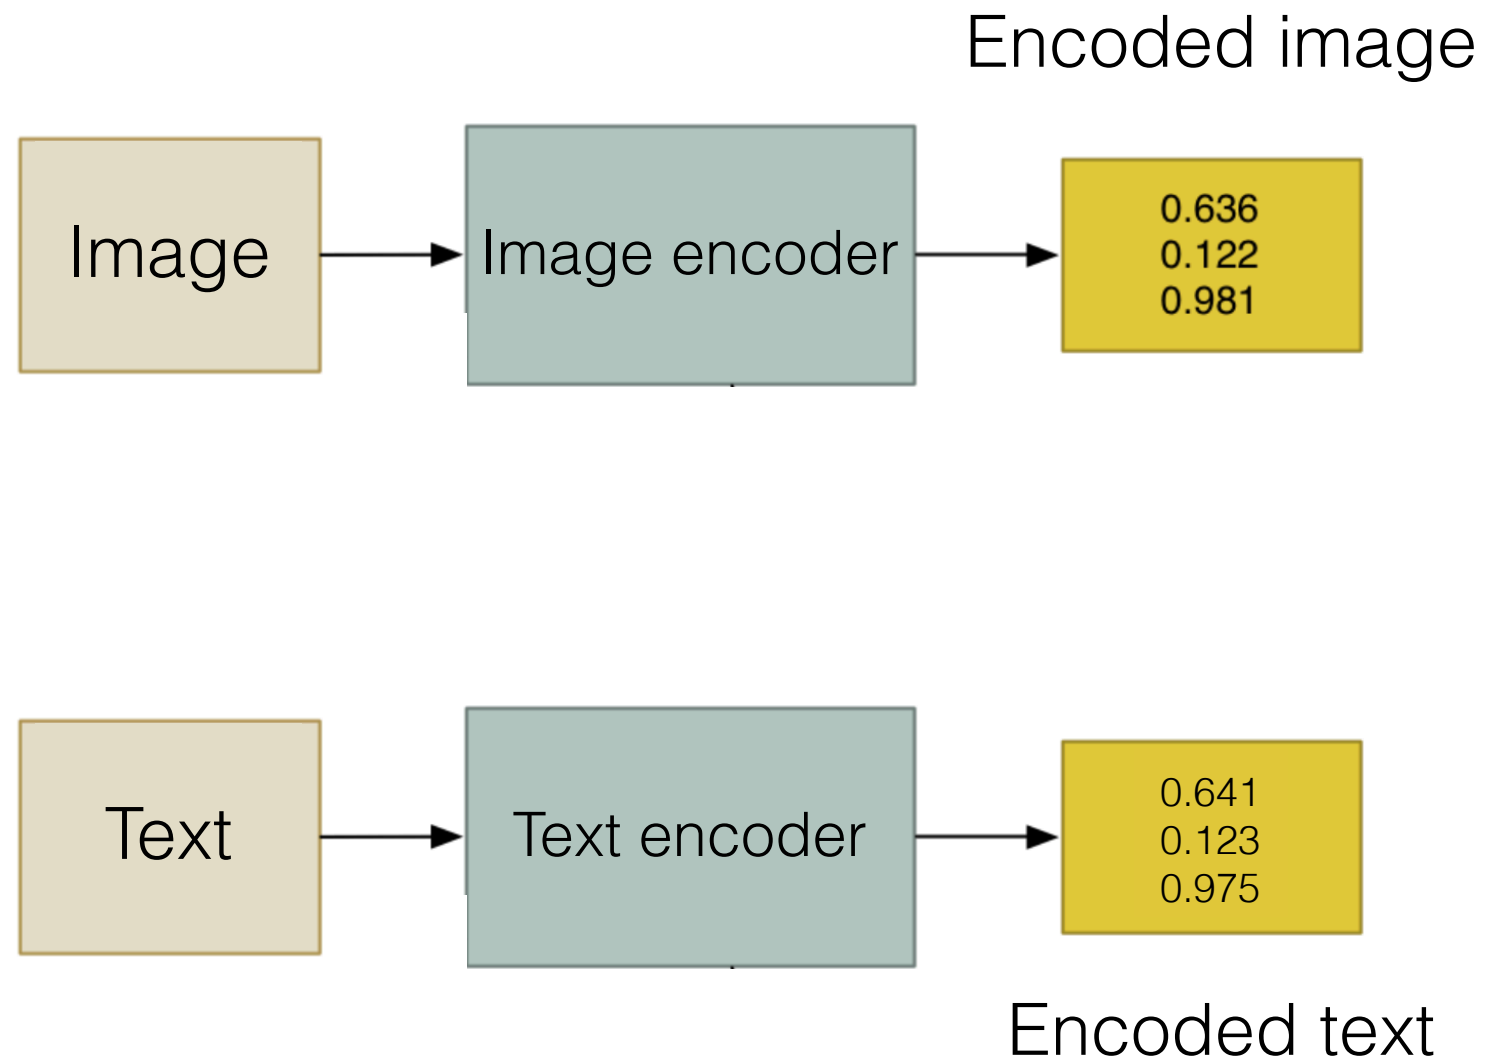 Encoded image
Image
Image encoder
0.636
0.122
0.981
Text
Text encoder
0.641
0.123
0.975
Encoded text